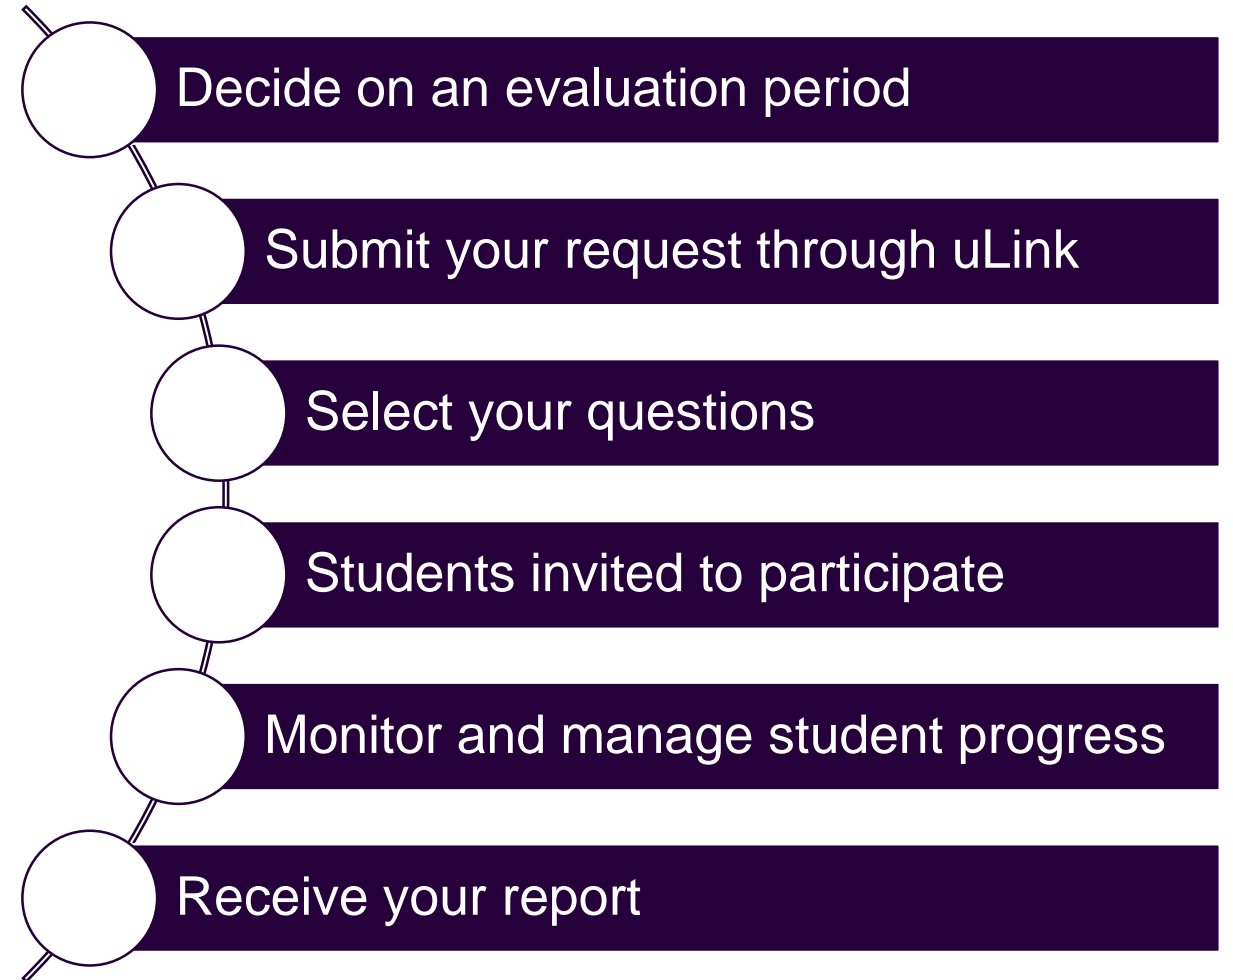 Decide on an evaluation period
Submit your request through uLink
Select your questions
Students invited to participate
Monitor and manage student progress
Receive your report